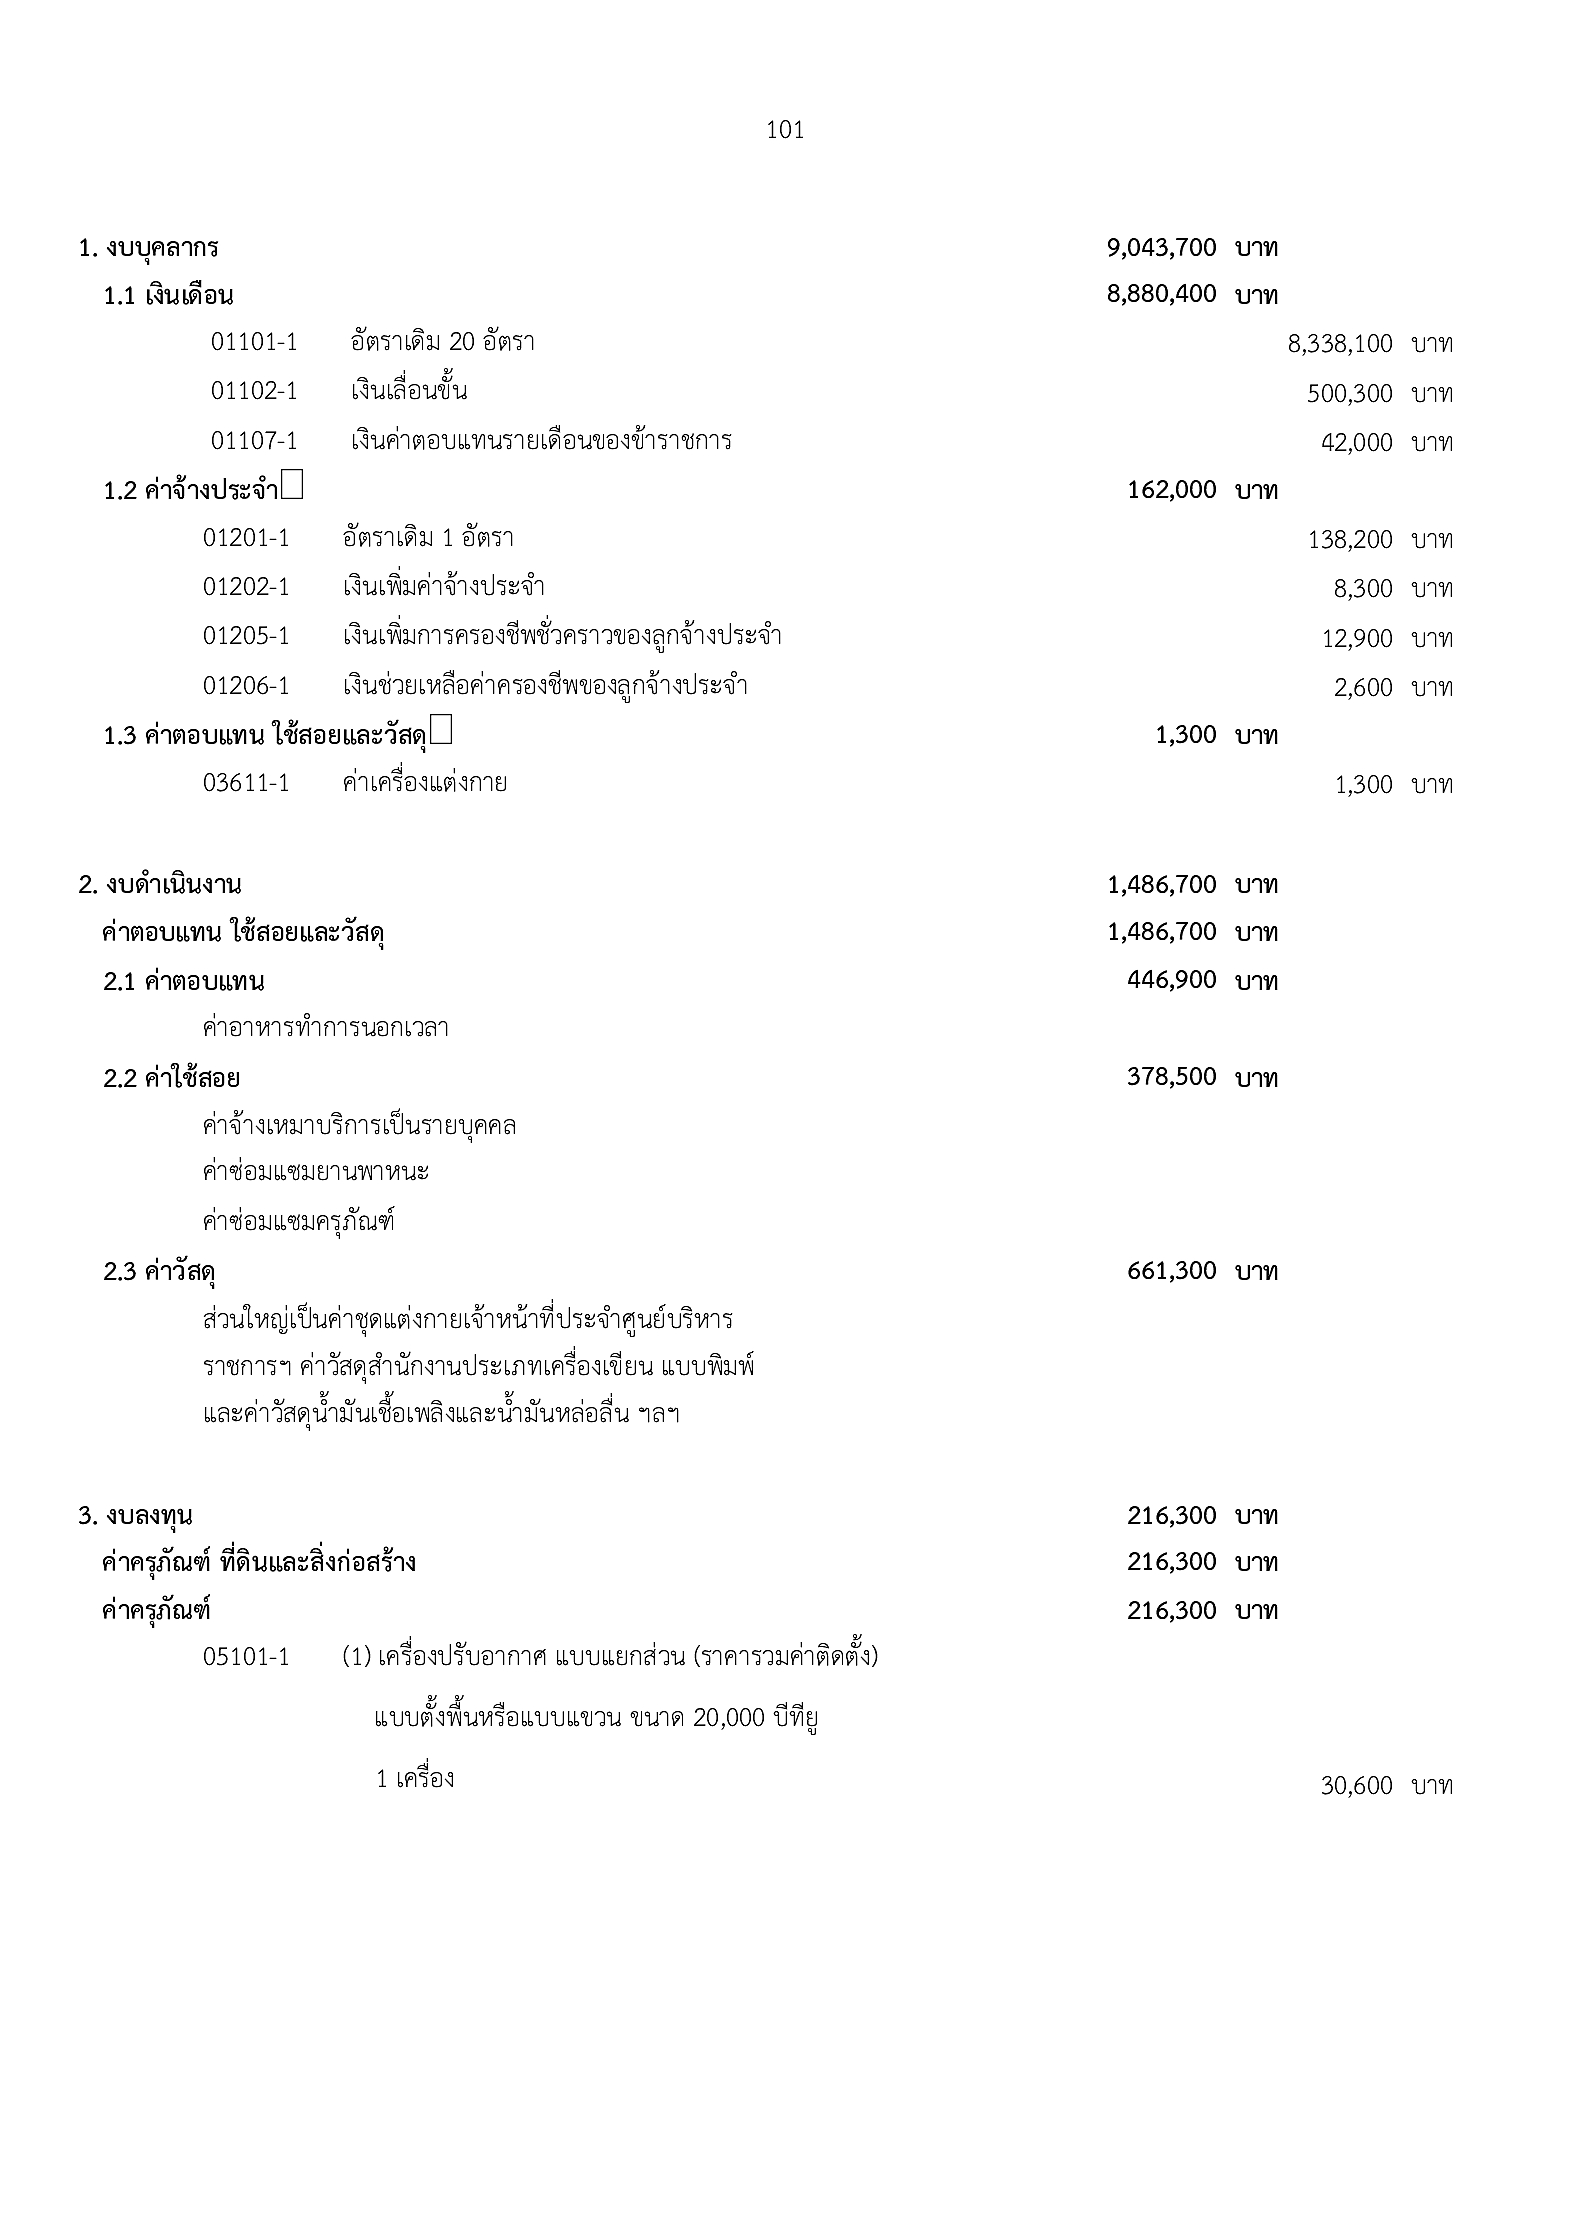 101
1. งบบุคลากร 9,043,700 บาท
1.1 เงินเดือน 8,880,400 บาท
01101-1 อัตราเดิม 20 อัตรา 8,338,100 บาท
01102-1 เงินเลื่อนขั้น 500,300 บาท
01107-1 เงินค่าตอบแทนรายเดือนของข้าราชการ 42,000 บาท
1.2 ค่าจ้างประจำ 162,000 บาท
01201-1 อัตราเดิม 1 อัตรา 138,200 บาท
01202-1 เงินเพิ่มค่าจ้างประจำ 8,300 บาท
01205-1 เงินเพิ่มการครองชีพชั่วคราวของลูกจ้างประจำ 12,900 บาท
01206-1 เงินช่วยเหลือค่าครองชีพของลูกจ้างประจำ 2,600 บาท
1.3 ค่าตอบแทน ใช้สอยและวัสดุ 1,300 บาท
03611-1 ค่าเครื่องแต่งกาย 1,300 บาท
2. งบดำเนินงาน 1,486,700 บาท
ค่าตอบแทน ใช้สอยและวัสดุ 1,486,700 บาท
2.1 ค่าตอบแทน 446,900 บาท
ค่าอาหารทำการนอกเวลา
2.2 ค่าใช้สอย 378,500 บาท
ค่าจ้างเหมาบริการเป็นรายบุคคล
ค่าซ่อมแซมยานพาหนะ
ค่าซ่อมแซมครุภัณฑ์
2.3 ค่าวัสดุ 661,300 บาท
ส่วนใหญ่เป็นค่าชุดแต่งกายเจ้าหน้าที่ประจำศูนย์บริหาร
ราชการฯ ค่าวัสดุสำนักงานประเภทเครื่องเขียน แบบพิมพ์
และค่าวัสดุน้ำมันเชื้อเพลิงและน้ำมันหล่อลื่น ฯลฯ
3. งบลงทุน 216,300 บาท
ค่าครุภัณฑ์ ที่ดินและสิ่งก่อสร้าง 216,300 บาท
ค่าครุภัณฑ์ 216,300 บาท
05101-1 (1) เครื่องปรับอากาศ แบบแยกส่วน (ราคารวมค่าติดตั้ง)
แบบตั้งพื้นหรือแบบแขวน ขนาด 20,000 บีทียู
1 เครื่อง 30,600 บาท